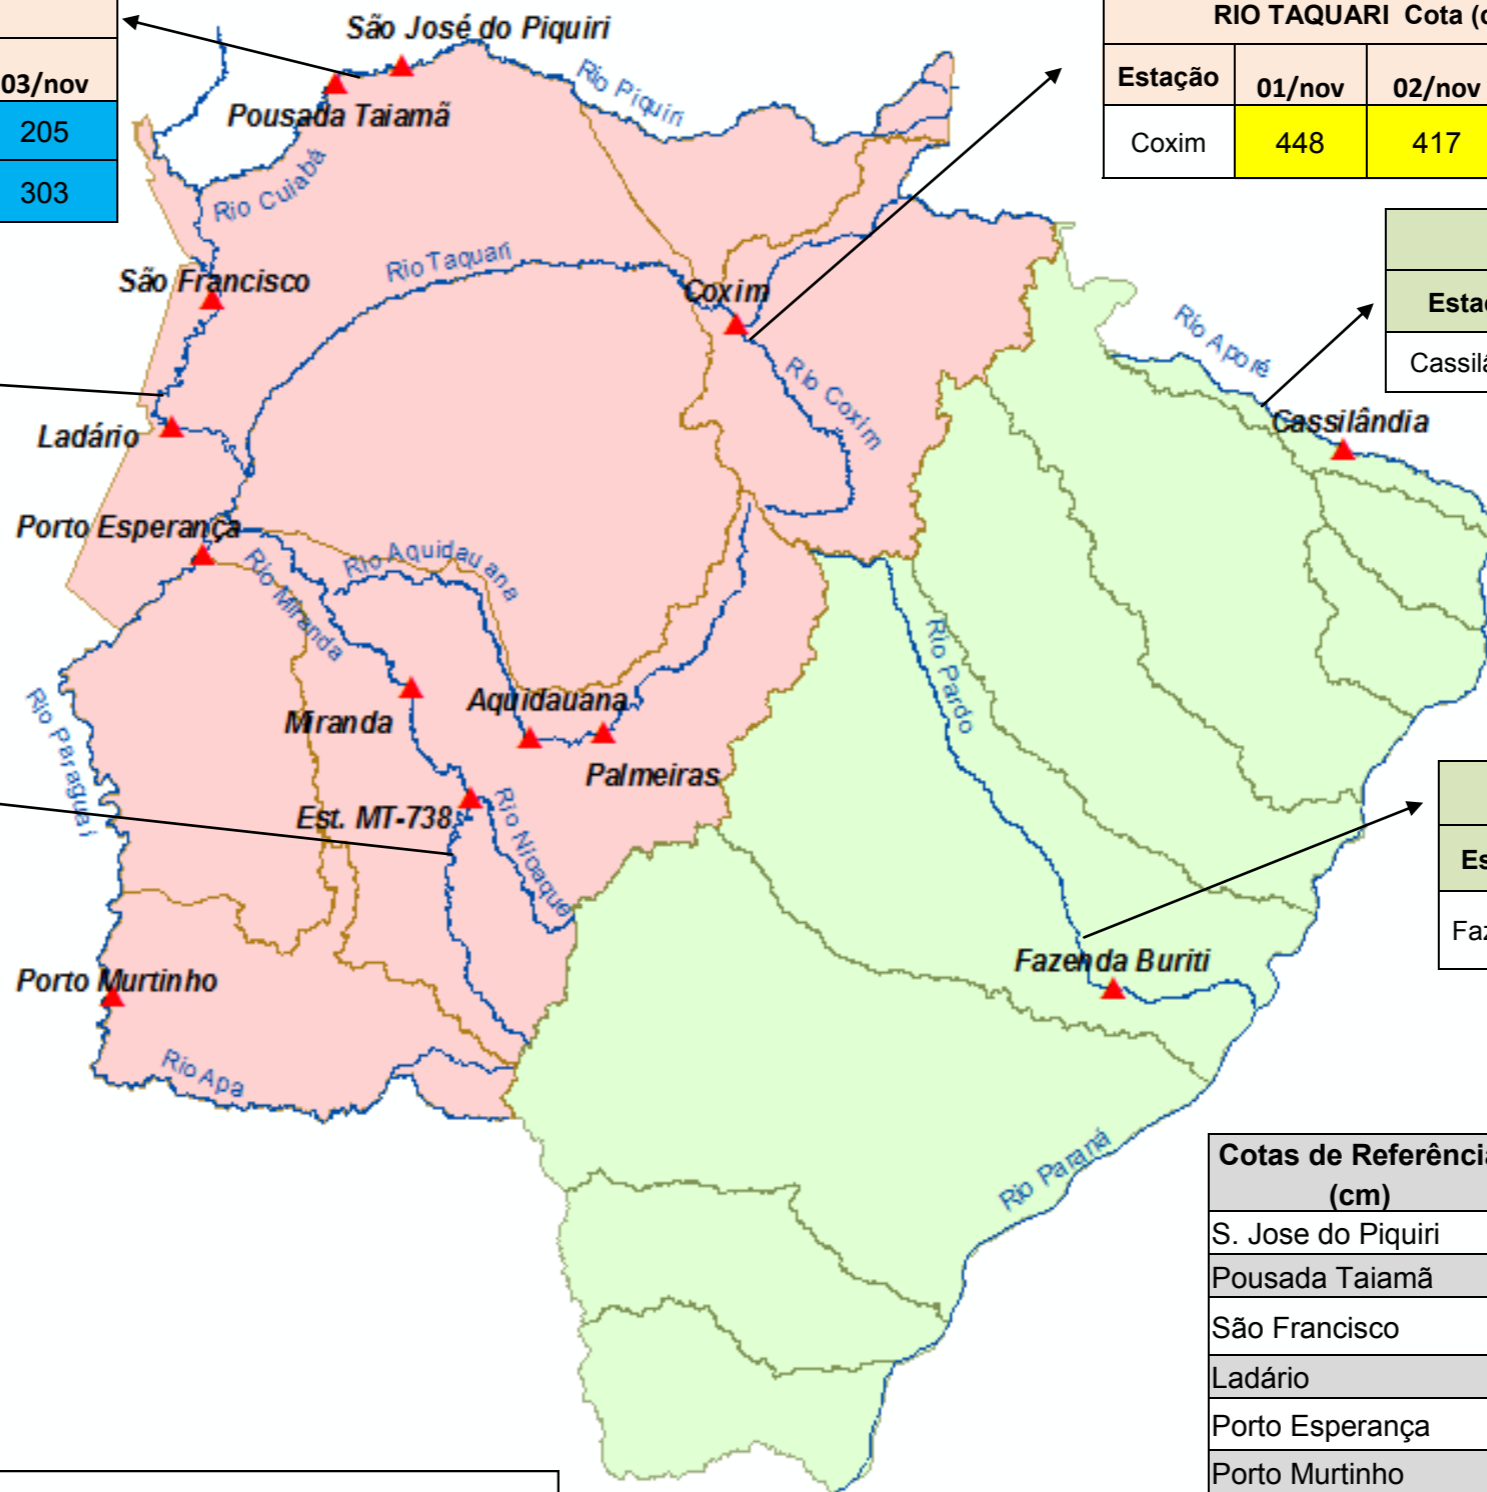 03/nov
205
303
RIO TAQUARI Cota (c
Estação 01/nov 02/nov
Coxim 448 417
São José do Piquiri
Pousada Taiamã
Rio Piquiri
Rio Cuiabá
São Francisco
Rio Taquari
Coxim
Rio Coxim
Ladário
Porto Esperança
Rio Aquidauana
Rio Miranda
Rio Paraguai
Miranda
Aquidauana
Palmeiras
Est. MT-738
Rio Nioaque
Porto Murtinho
Rio Apa
Rio Aporé
Cassilândia
Esta
Cassilâ
Rio Pardo
Es
Faz
Fazenda Buriti
Rio Paraná
Cotas de Referência
(cm)
S. Jose do Piquiri
Pousada Taiamã
São Francisco
Ladário
Porto Esperança
Porto Murtinho